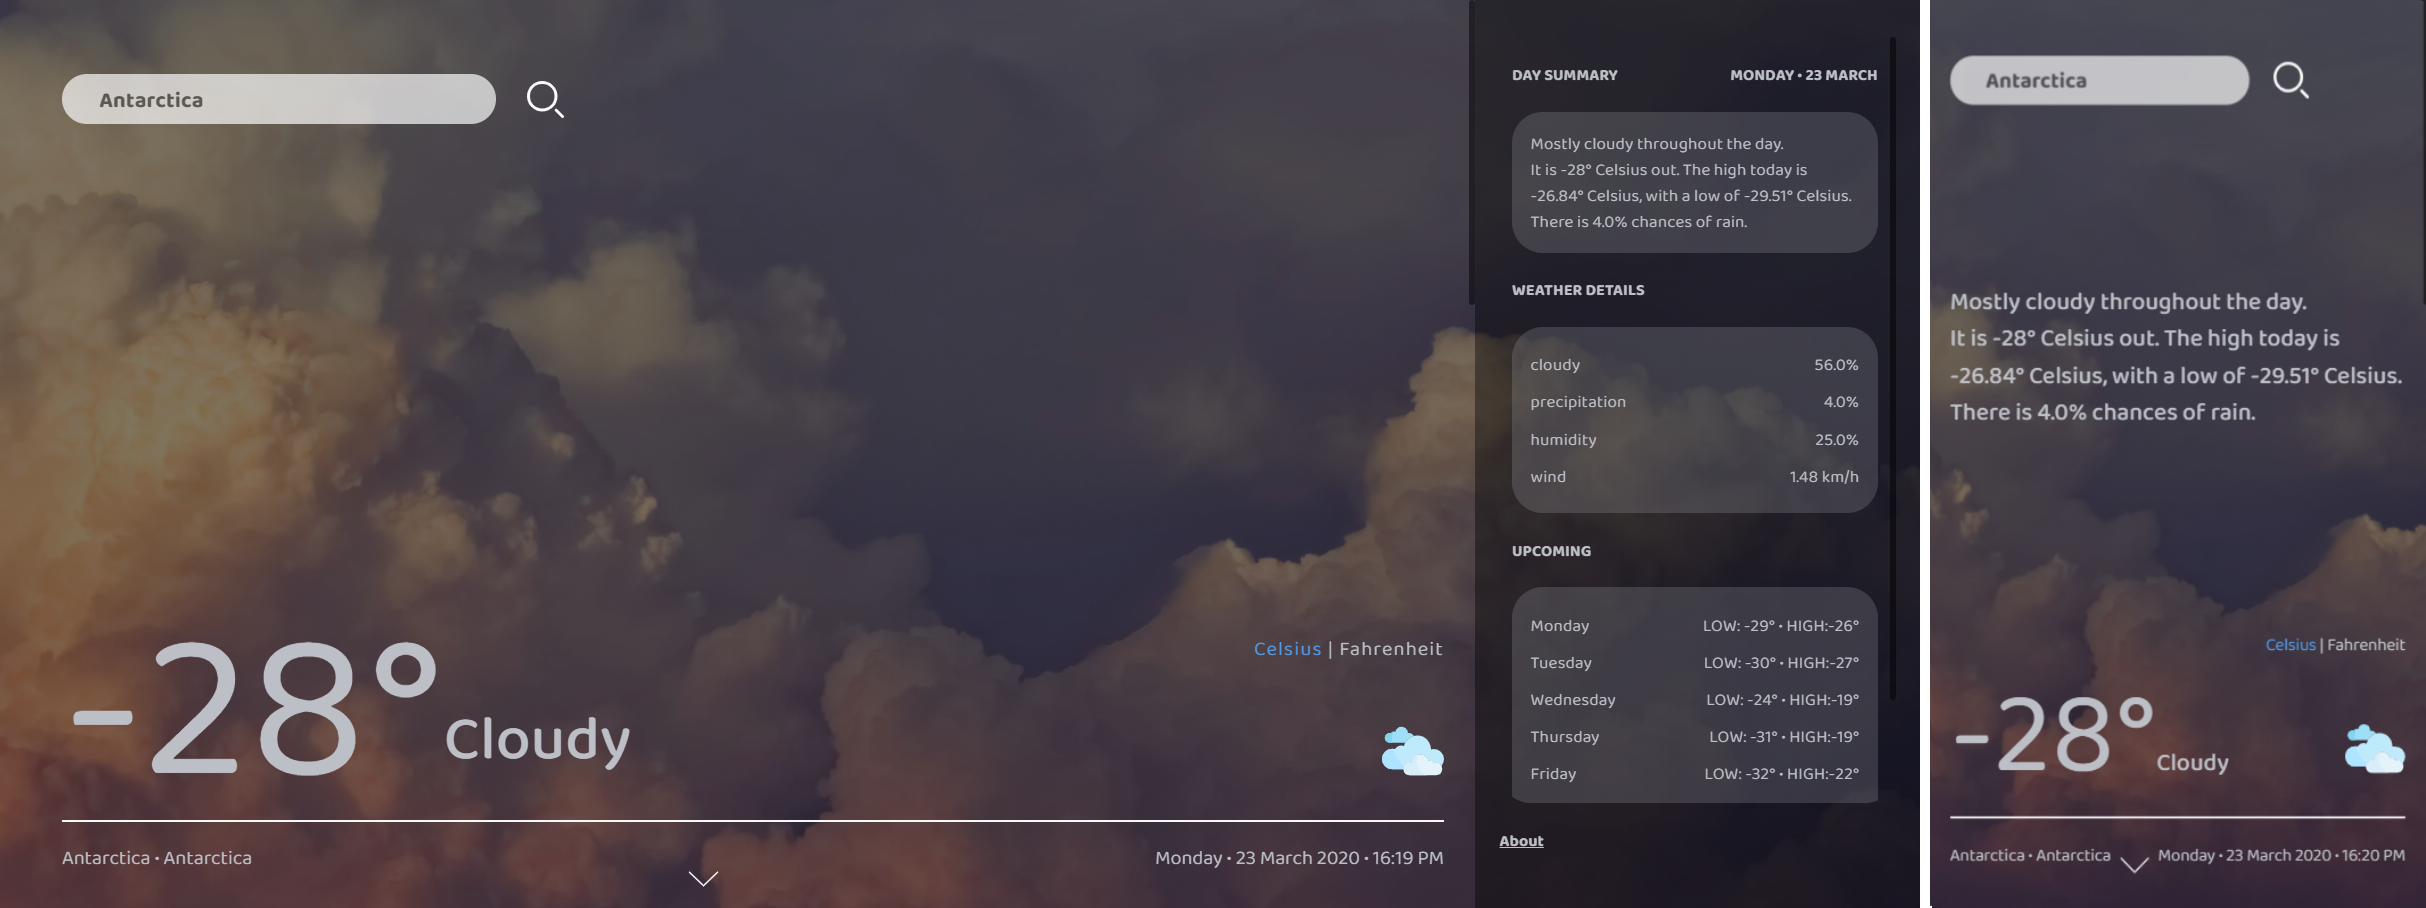 Antarctica
-28° Cloudy
Celsius | Fahrenheit
Antarctica • Antarctica
Monday • 23 March 2020 • 16:19 PM
DAY SUMMARY
MONDAY • 23 MARCH
Mostly cloudy throughout the day.
It is -28° Celsius out. The high today is
-26.84° Celsius, with a low of -29.51° Celsius.
There is 4.0% chances of rain.
WEATHER DETAILS
cloudy 56.0%
precipitation 4.0%
humidity 25.0%
wind 1.48 km/h
UPCOMING
Monday LOW: -29° • HIGH:-26°
Tuesday LOW: -30° • HIGH:-27°
Wednesday LOW: -24° • HIGH:-19°
Thursday LOW: -31° • HIGH:-19°
Friday LOW: -32° • HIGH:-22°
About
Antarctica
Mostly cloudy throughout the day.
It is -28° Celsius out. The high today is
-26.84° Celsius, with a low of -29.51° Celsius.
There is 4.0% chances of rain.
Celsius | Fahrenheit
-28° Cloudy
Antarctica • Antarctica
Monday • 23 March 2020 • 16:20 PM